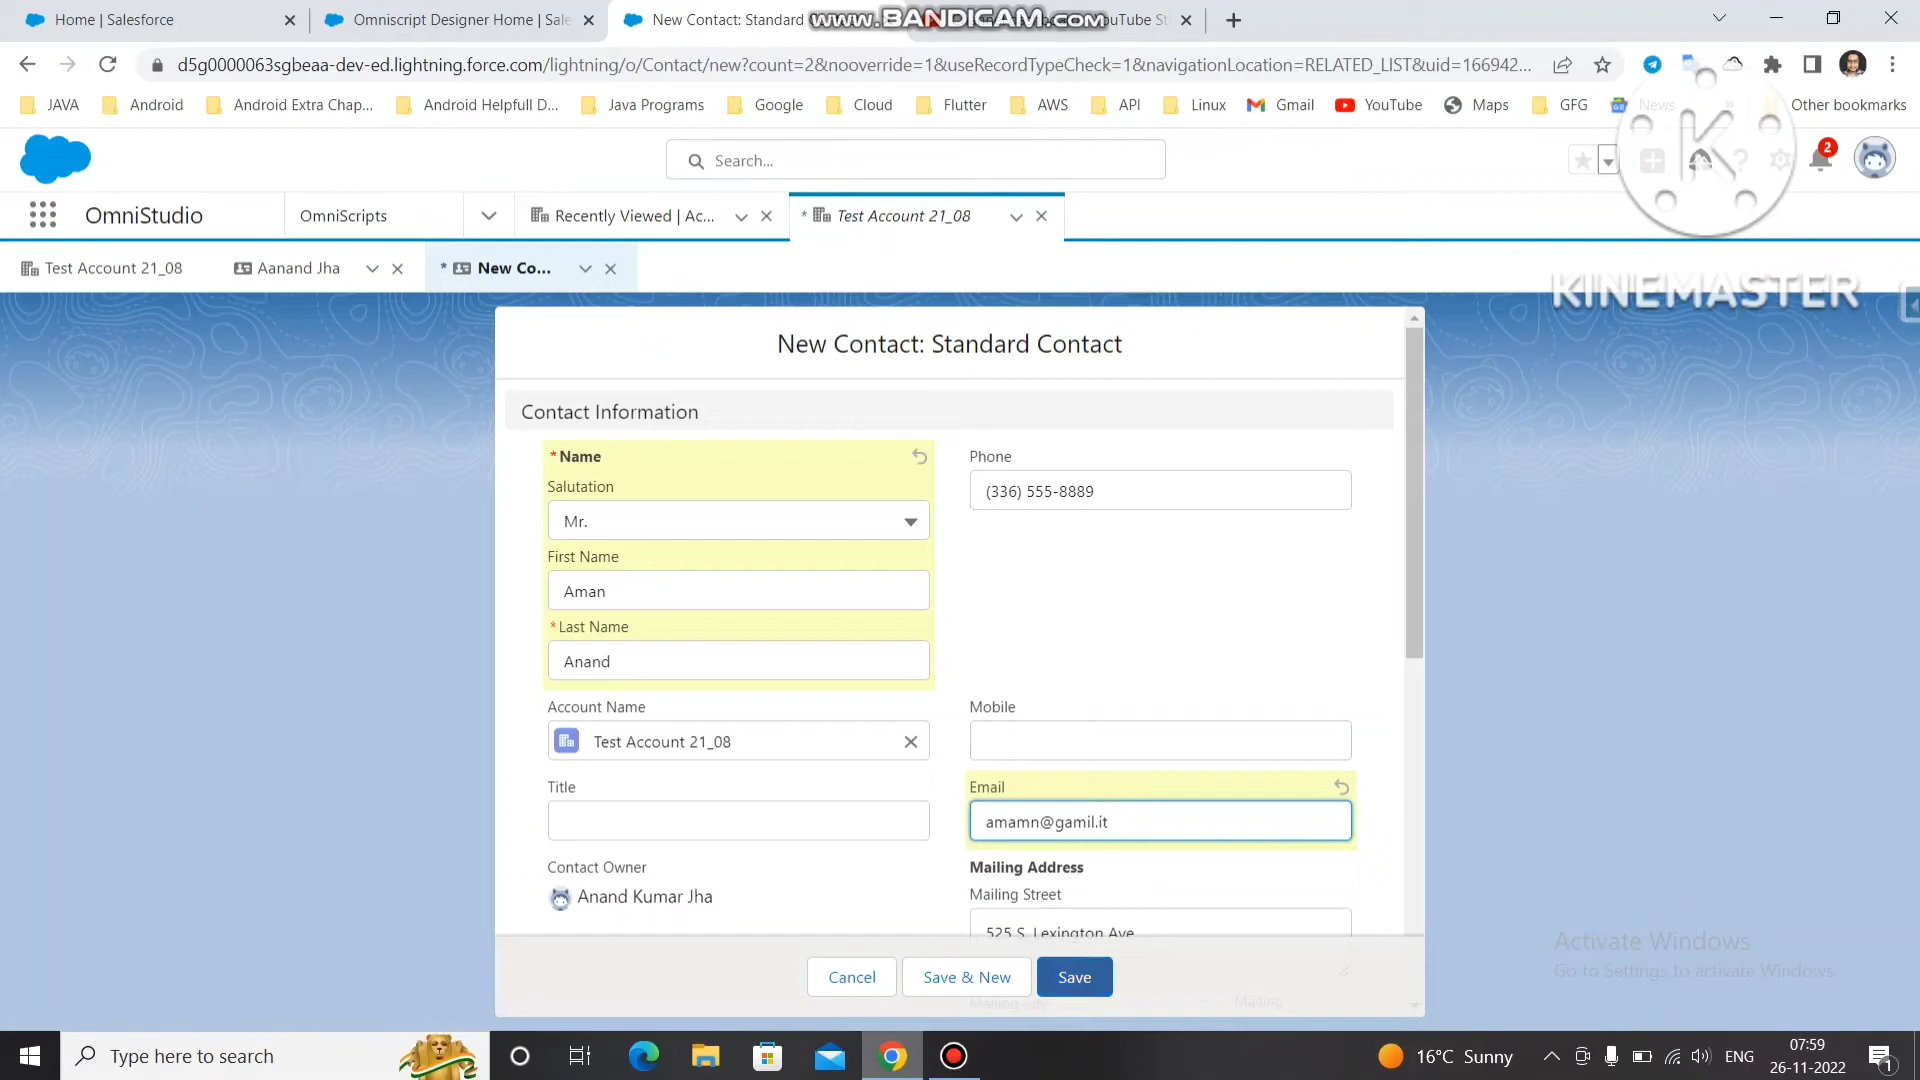 Home | Salesforce
Omniscript Designer Home | Sale
New Contact: Standard
www.BANDICAM.com
YouTube St
d5g0000063sgbeaa-dev-ed.lightning.force.com/lightning/o/Contact/new?count=2&nooverride=1&useRecordTypeCheck=1&navigationLocation=RELATED_LIST&uid=166942...
JAVA
Android
Android Extra Chap...
Android Helpfull D...
Java Programs
Google
Cloud
Flutter
AWS
API
Linux
Gmail
YouTube
Maps
GFG
News
Other bookmarks
Search...
2
K
OmniStudio
OmniScripts
Recently Viewed | Ac...
* Test Account 21_08
Test Account 21_08
Aanand Jha
* New Co...
KINEMASTER
New Contact: Standard Contact
Contact Information
*Name
Salutation
Mr.
First Name
Aman
*Last Name
Anand
Phone
(336) 555-8889
Account Name
Test Account 21_08
Mobile
Title
Email
amamn@gamil.it
Contact Owner
Anand Kumar Jha
Mailing Address
Mailing Street
525 S. Lexington Ave
Mailing City
Mailing
Cancel
Save & New
Save
Activate Windows
Go to Settings to activate Windows.
Type here to search
16°C Sunny
ENG
07:59
26-11-2022
1